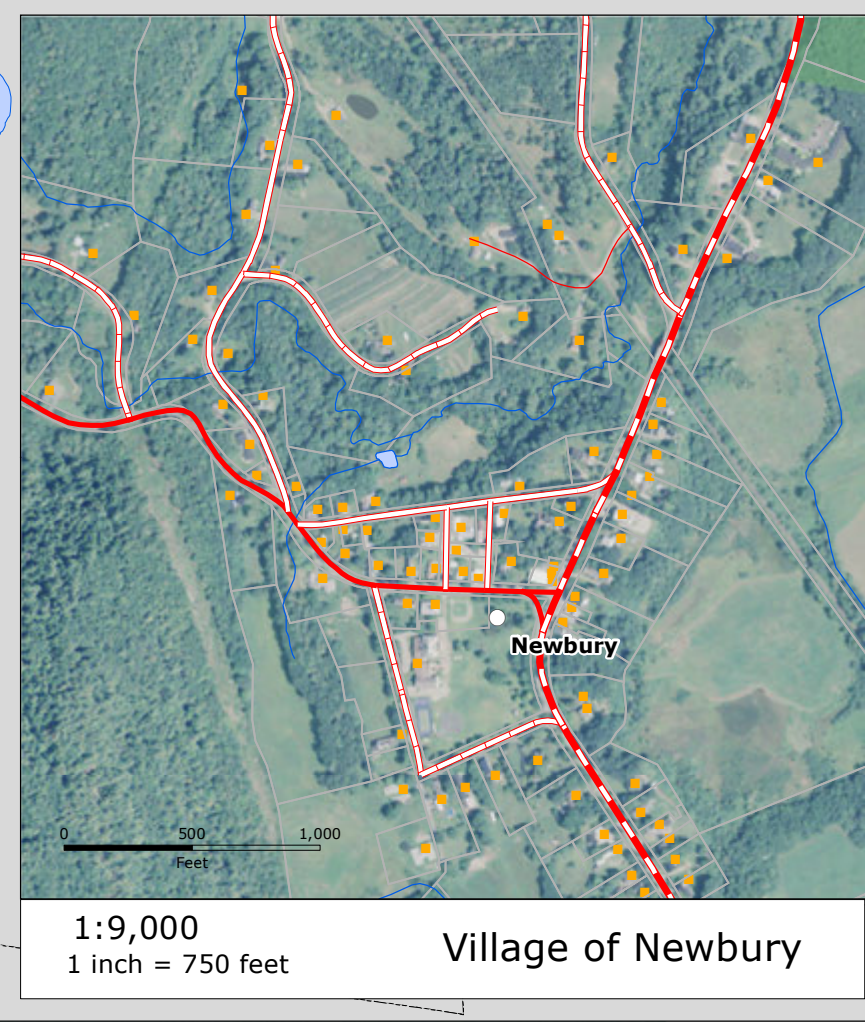 Newbury
0 500 1,000
Feet
1:9,000
1 inch = 750 feet
Village of Newbury